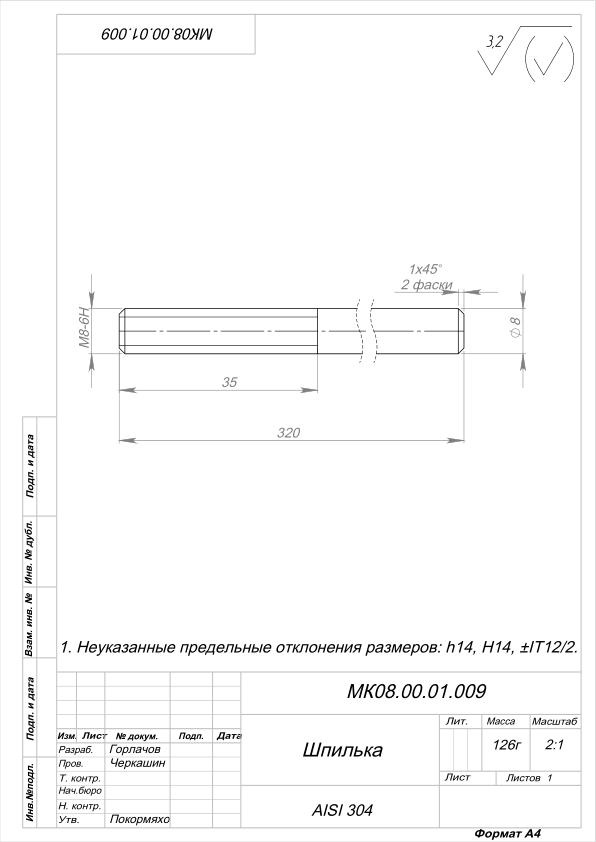 МК08.00.01.009
3,2
1x45°
2 фаски
M8-6H
⌀ 8
35
320
Подп. и дата
Инв. № дубл.
Взам. инв. №
Подп. и дата
Инв.№подл.
1. Неуказанные предельные отклонения размеров: h14, H14, ±IT12/2.
МК08.00.01.009
Изм. Лист № докум. Подп. Дата
Разраб. Горлачов
Пров. Черкашин
Т. контр.
Нач.бюро
Н. контр.
Утв. Покормяхо
Шпилька
Лит. Масса Масштаб
126г 2:1
Лист Листов 1
AISI 304
Формат А4